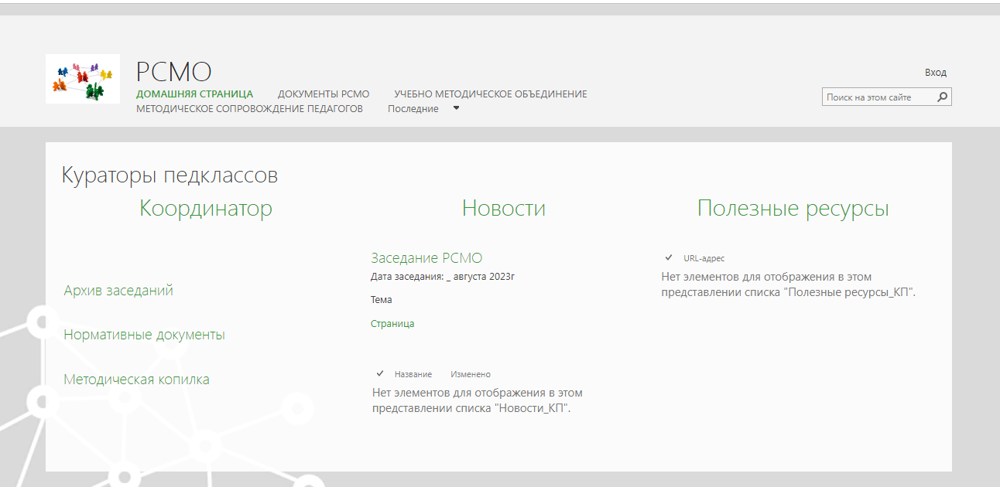 РСМО
ДОМАШНЯЯ СТРАНИЦА ДОКУМЕНТЫ РСМО УЧЕБНО МЕТОДИЧЕСКОЕ ОБЪЕДИНЕНИЕ
МЕТОДИЧЕСКОЕ СОПРОВОЖДЕНИЕ ПЕДАГОГОВ Последние
Вход
Поиск на этом сайте
Кураторы педклассов
Координатор
Архив заседаний
Нормативные документы
Методическая копилка
Новости
Заседание РСМО
Дата заседания: _ августа 2023г
Тема
Страница
Название Изменено
Нет элементов для отображения в этом
представлении списка "Новости_КП".
Полезные ресурсы
URL-адрес
Нет элементов для отображения в этом
представлении списка "Полезные ресурсы_КП".